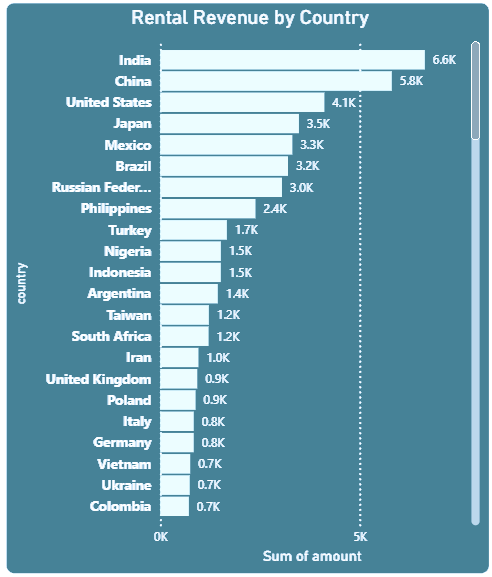 Rental Revenue by Country
India 6.6K
China 5.8K
United States 4.1K
Japan 3.5K
Mexico 3.3K
Brazil 3.2K
Russian Feder... 3.0K
Philippines 2.4K
Turkey 1.7K
Nigeria 1.5K
Indonesia 1.5K
Argentina 1.4K
Taiwan 1.2K
South Africa 1.2K
Iran 1.0K
United Kingdom 0.9K
Poland 0.9K
Italy 0.8K
Germany 0.8K
Vietnam 0.7K
Ukraine 0.7K
Colombia 0.7K
country
0K 5K
Sum of amount